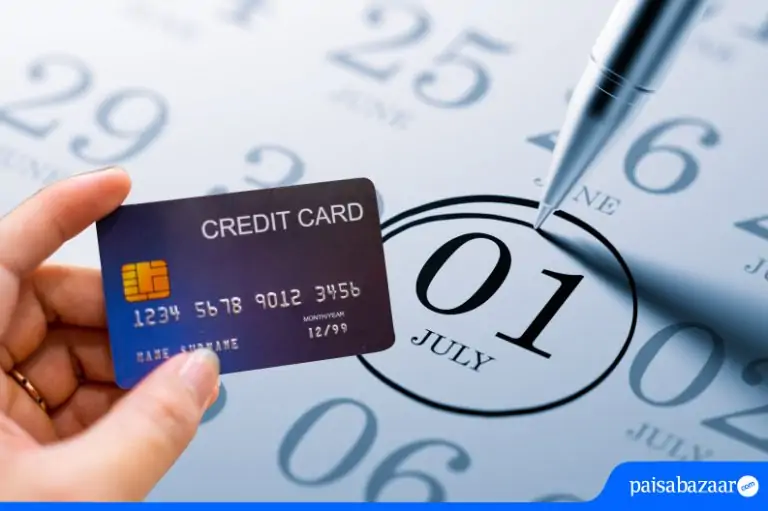 25
JUNE
29
JUNE
26
CREDIT CARD
1234 5678 9012 3456
MONTH/YEAR
12/99
NAME SURNAME
01
JULY
02
JULY
06
paisabazaar.com